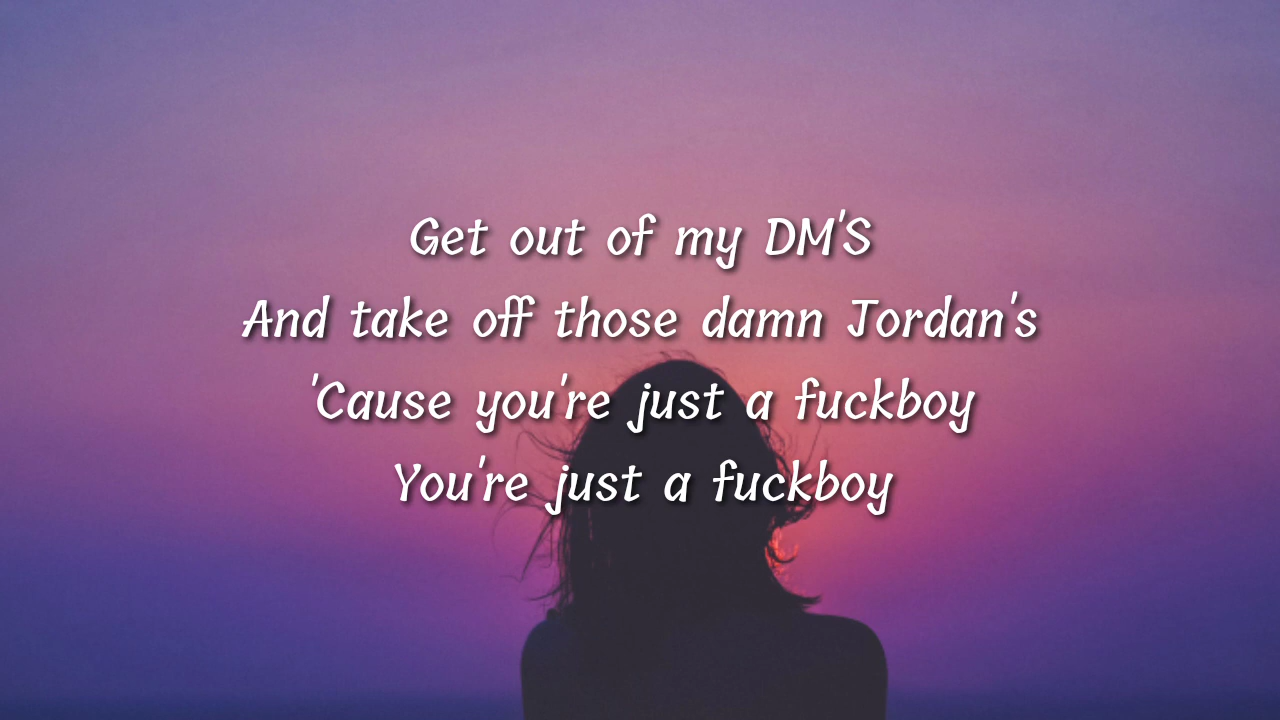 Get out of my DM'S
And take off those damn Jordan's
'Cause you're just a fuckboy
You're just a fuckboy